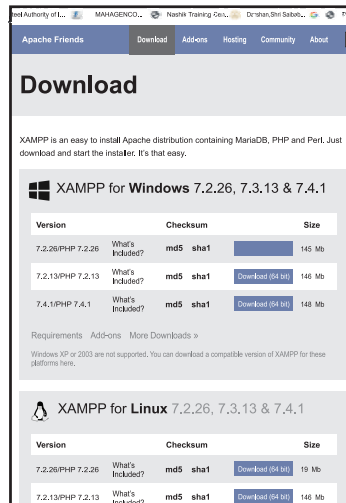 teel Authority of I...   MAHAGENCO...   Nashik Training Cen...   Darshan,Shri Saibab...
Apache Friends   Download   Add-ons   Hosting   Community   About
Download
XAMPP is an easy to install Apache distribution containing MariaDB, PHP and Perl. Just
download and start the installer. It's that easy.
XAMPP for Windows 7.2.26, 7.3.13 & 7.4.1
Version   Checksum   Size
7.2.26/PHP 7.2.26   What's Included?   md5   sha1   145 Mb
7.2.13/PHP 7.2.13   What's Included?   md5   sha1   Download (64 bit)   146 Mb
7.4.1/PHP 7.4.1   What's Included?   md5   sha1   Download (64 bit)   148 Mb
Requirements   Add-ons   More Downloads »
Windows XP or 2003 are not supported. You can download a compatible version of XAMPP for these
platforms here.
XAMPP for Linux 7.2.26, 7.3.13 & 7.4.1
Version   Checksum   Size
7.2.26/PHP 7.2.26   What's Included?   md5   sha1   Download (64 bit)   19 Mb
7.2.13/PHP 7.2.13   What's Included?   md5   sha1   Download (64 bit)   146 Mb